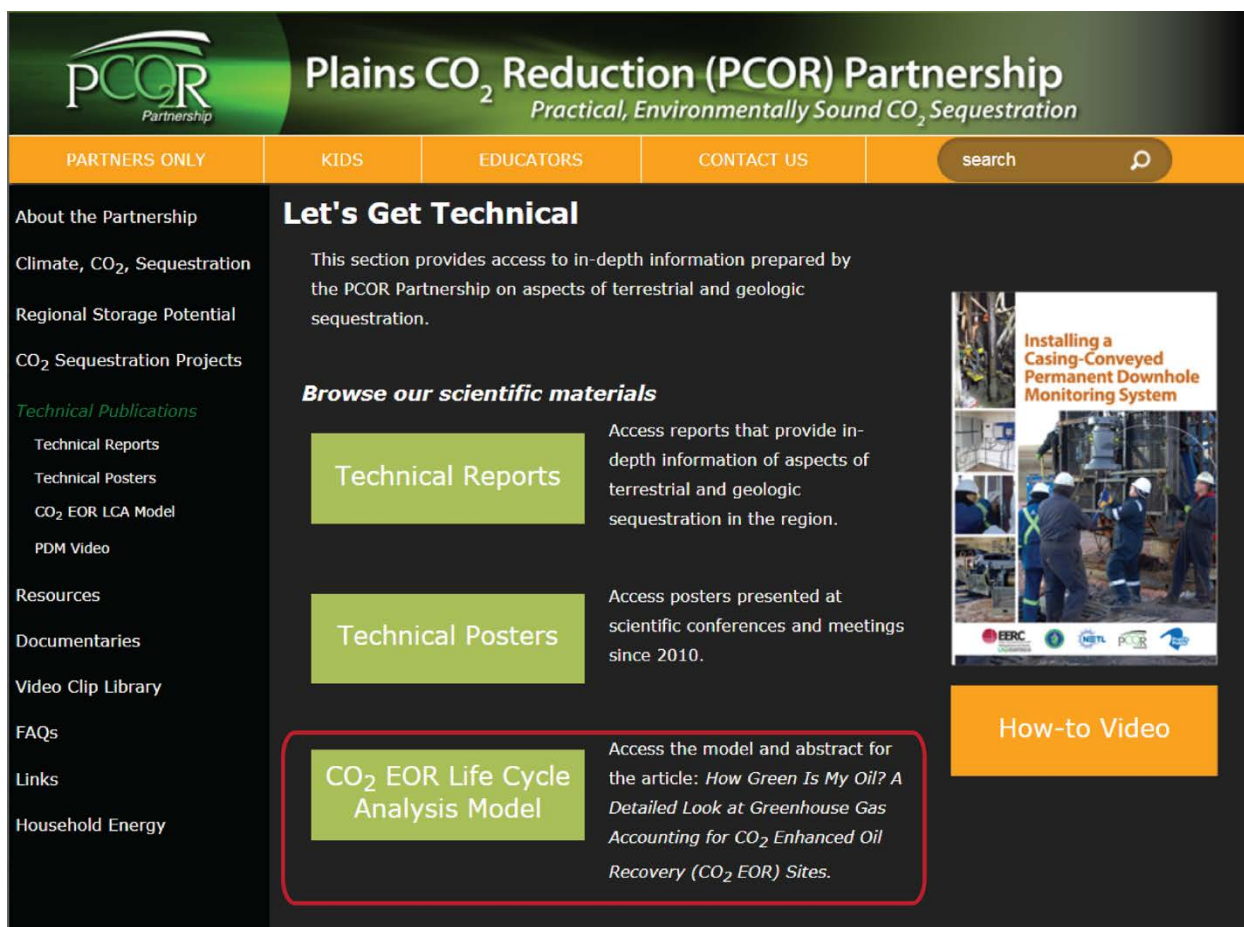 PCO2R
Partnership
Plains CO2 Reduction (PCOR) Partnership
Practical, Environmentally Sound CO2 Sequestration
PARTNERS ONLY
KIDS
EDUCATORS
CONTACT US
search
About the Partnership
Climate, CO2, Sequestration
Regional Storage Potential
CO2 Sequestration Projects
Technical Publications
Technical Reports
Technical Posters
CO2 EOR LCA Model
PDM Video
Resources
Documentaries
Video Clip Library
FAQs
Links
Household Energy
Let's Get Technical
This section provides access to in-depth information prepared by
the PCOR Partnership on aspects of terrestrial and geologic
sequestration.
Browse our scientific materials
Technical Reports
Access reports that provide in-
depth information of aspects of
terrestrial and geologic
sequestration in the region.
Technical Posters
Access posters presented at
scientific conferences and meetings
since 2010.
CO2 EOR Life Cycle
Analysis Model
Access the model and abstract for
the article: How Green Is My Oil? A
Detailed Look at Greenhouse Gas
Accounting for CO2 Enhanced Oil
Recovery (CO2 EOR) Sites.
Installing a
Casing-Conveyed
Permanent Downhole
Monitoring System
EERC
NETL
PCOR
How-to Video